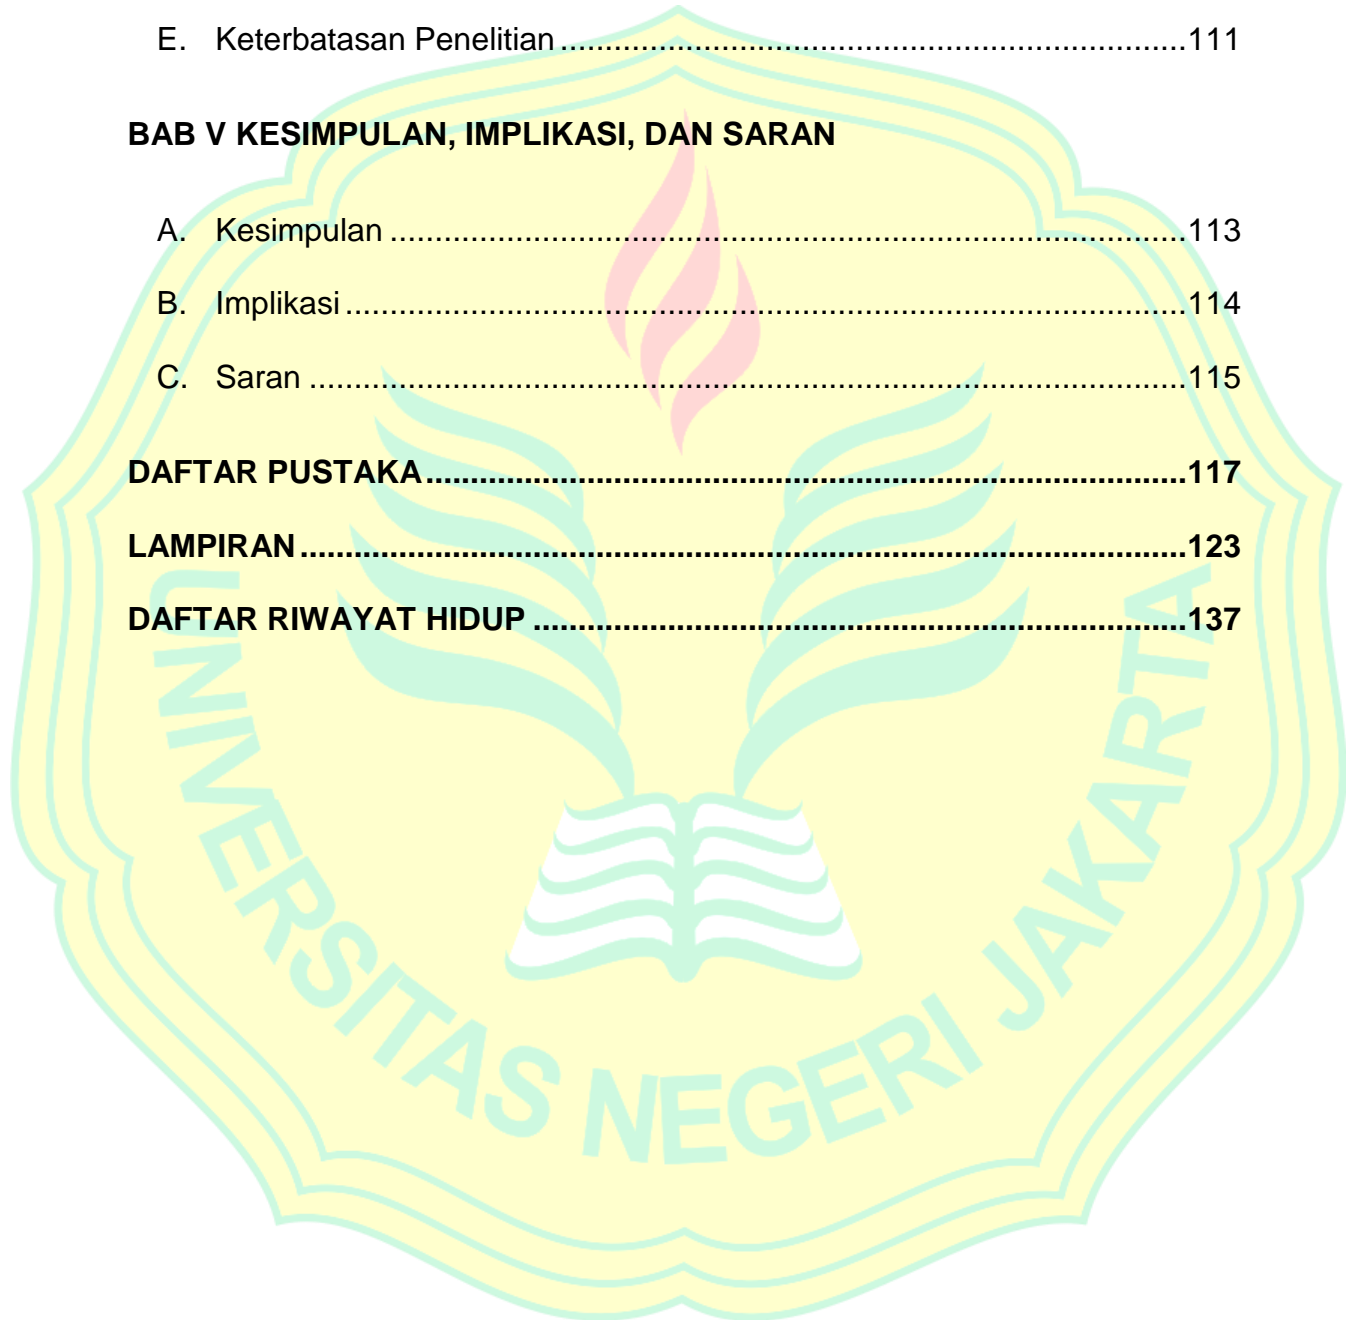 E. Keterbatasan Penelitian ......................................................................111
BAB V KESIMPULAN, IMPLIKASI, DAN SARAN
A. Kesimpulan .........................................................................................113
B. Implikasi ..............................................................................................114
C. Saran ..................................................................................................115
DAFTAR PUSTAKA.....................................................................................117
LAMPIRAN...................................................................................................123
DAFTAR RIWAYAT HIDUP .........................................................................137
UNIVERSITAS NEGERI JAKARTA